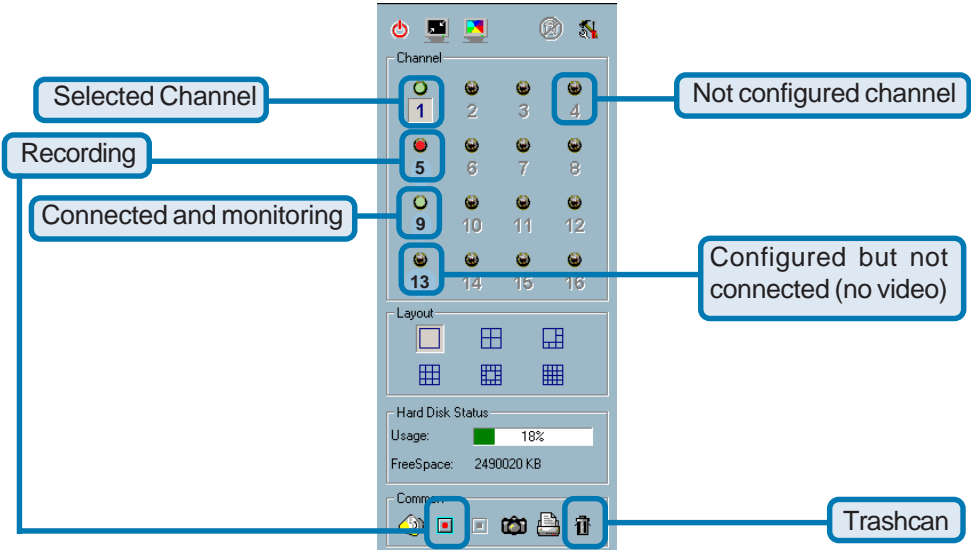 Channel
Selected Channel
Not configured channel
1 2 3 4
Recording
5 6 7 8
Connected and monitoring
9 10 11 12
Configured but not
connected (no video)
13 14 15 16
Layout
Hard Disk Status
Usage: 18%
FreeSpace: 2490020 KB
Common
Trashcan